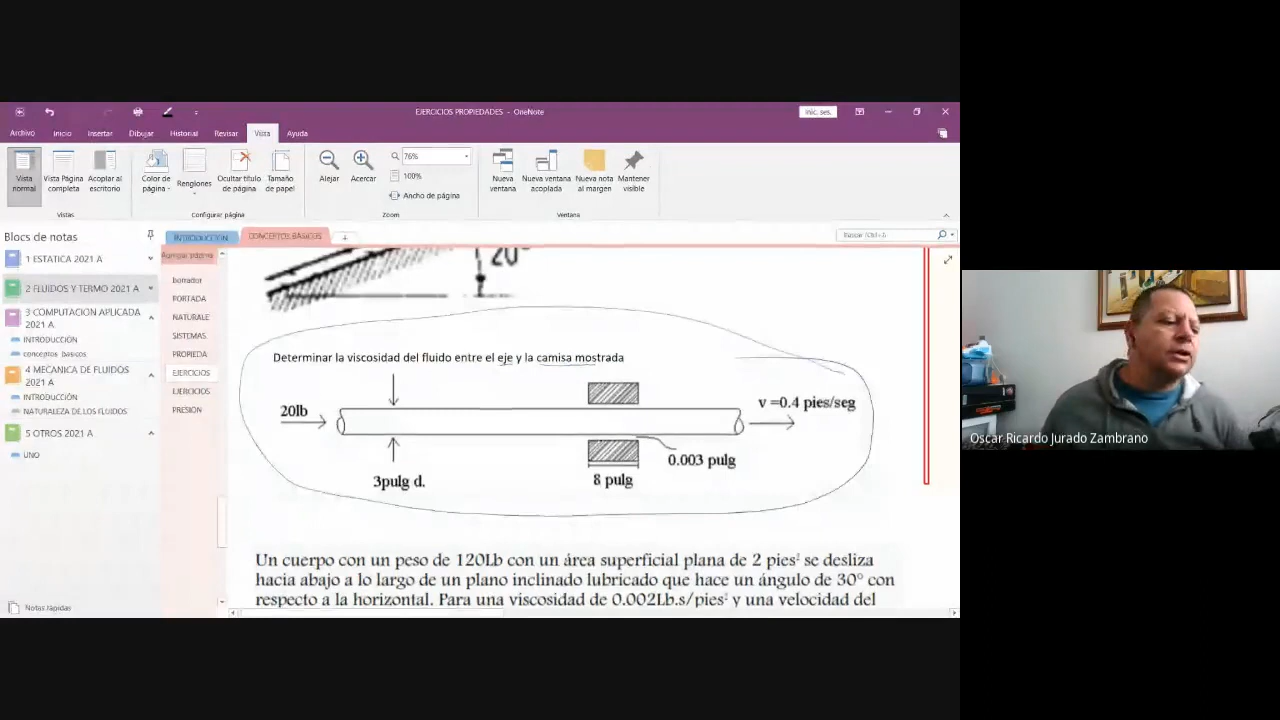 EJERCICIOS PROPIEDADES - OneNote
Inic. ses.
Archivo Inicio Insertar Dibujar Historial Revisar Vista Ayuda
Vista normal
Vista Página completa
Acoplar al escritorio
Vistas
Color de página
Renglones
Ocultar título de página
Tamaño de papel
Configurar página
Alejar
Acercar
76%
100%
Ancho de página
Zoom
Nueva ventana
Nueva ventana acoplada
Nueva nota al margen
Mantener visible
Ventana
Blocs de notas
INTRODUCCION
CONCEPTOS BASICOS
Buscar (Ctrl+B)
1 ESTATICA 2021 A
2 FLUIDOS Y TERMO 2021 A
3 COMPUTACION APLICADA
2021 A
INTRODUCCIÓN
conceptos basicos
4 MECANICA DE FLUIDOS
2021 A
INTRODUCCIÓN
NATURALEZA DE LOS FLUIDOS
5 OTROS 2021 A
UNO
Notas rápidas
Agregar página
borrador
PORTADA
NATURALE
SISTEMAS.
PROPIEDA
EJERCICIOS
EJERCICIOS
PRESION
20°
Determinar la viscosidad del fluido entre el eje y la camisa mostrada
20lb
v =0.4 pies/seg
0.003 pulg
3pulg d.
8 pulg
Un cuerpo con un peso de 120Lb con un área superficial plana de 2 pies² se desliza
hacia abajo a lo largo de un plano inclinado lubricado que hace un ángulo de 30° con
respecto a la horizontal. Para una viscosidad de 0.002Lb.s/pies² y una velocidad del
Oscar Ricardo Jurado Zambrano